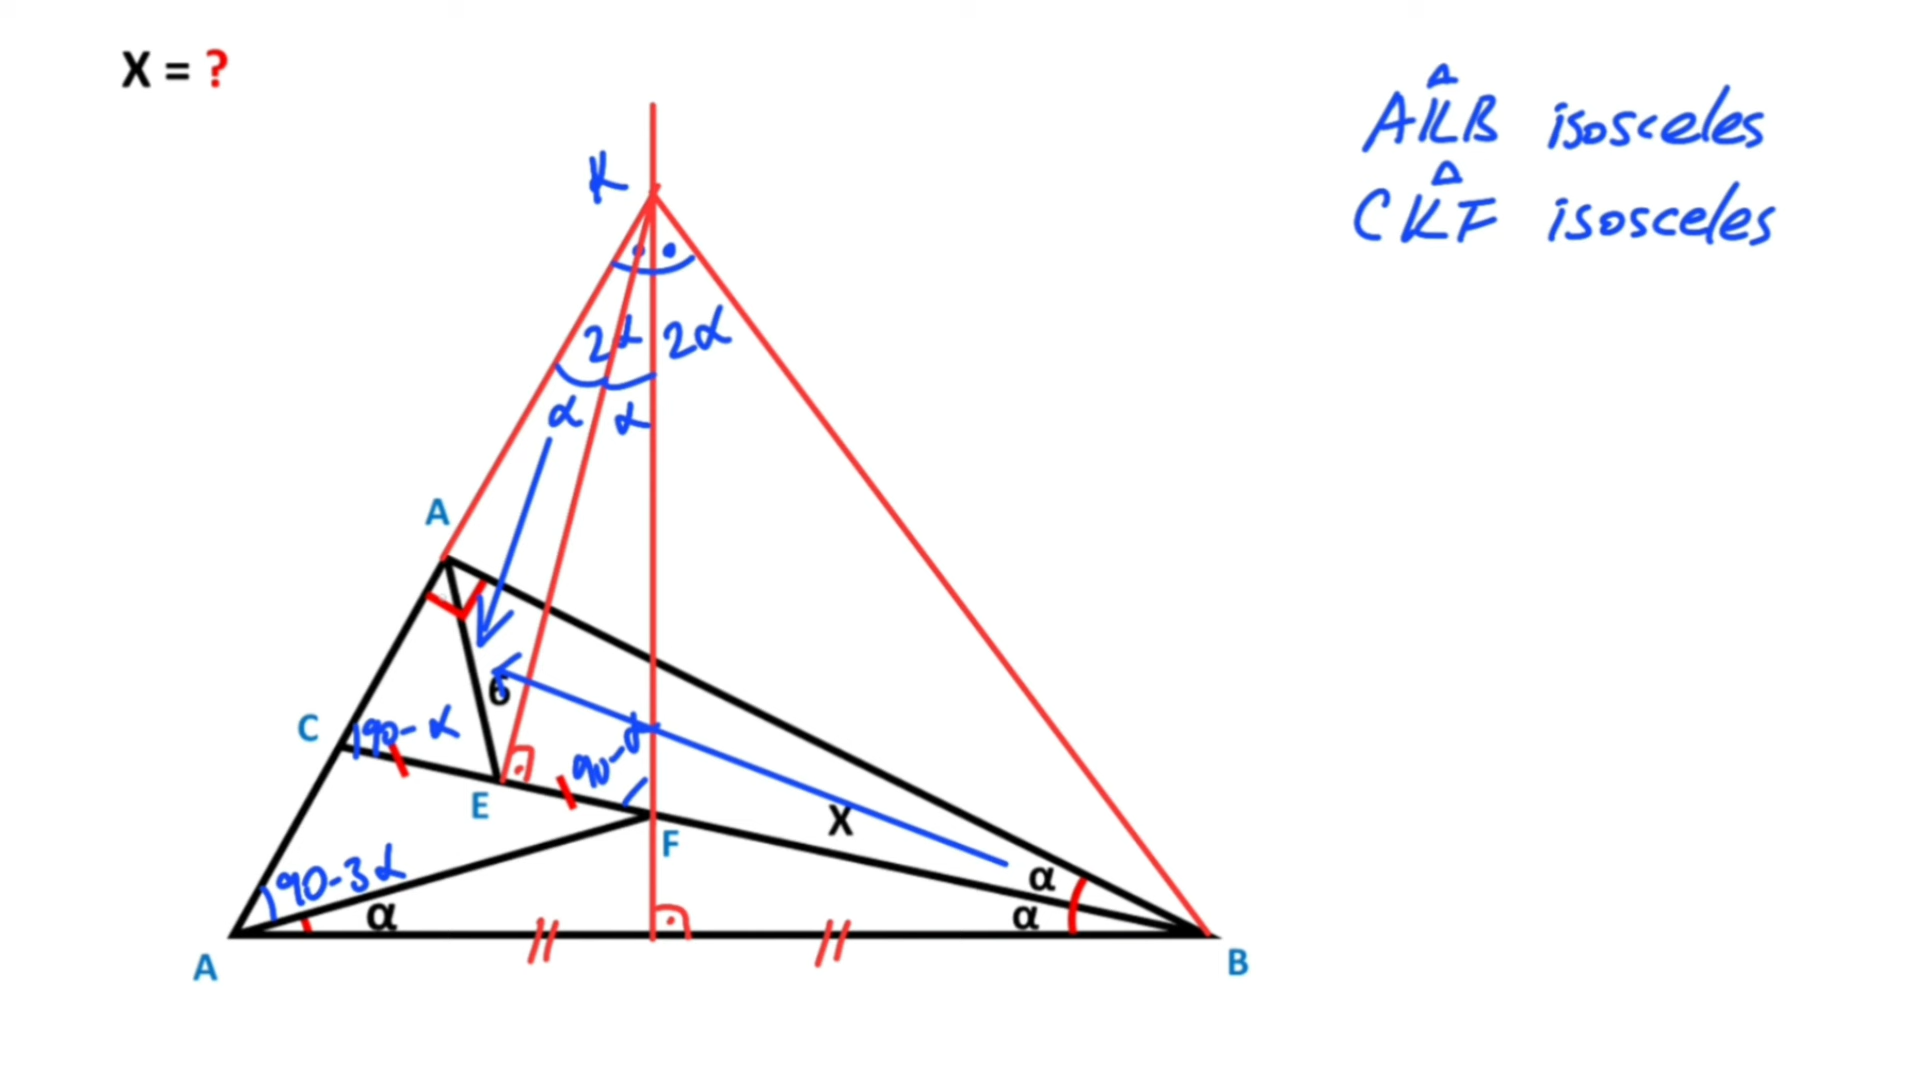 X = ?
AKB isosceles
CKF isosceles
K
2α 2α
α α
A
6
C 90-α
90-α
E
X
F
90-3α
α
α
α
A
B